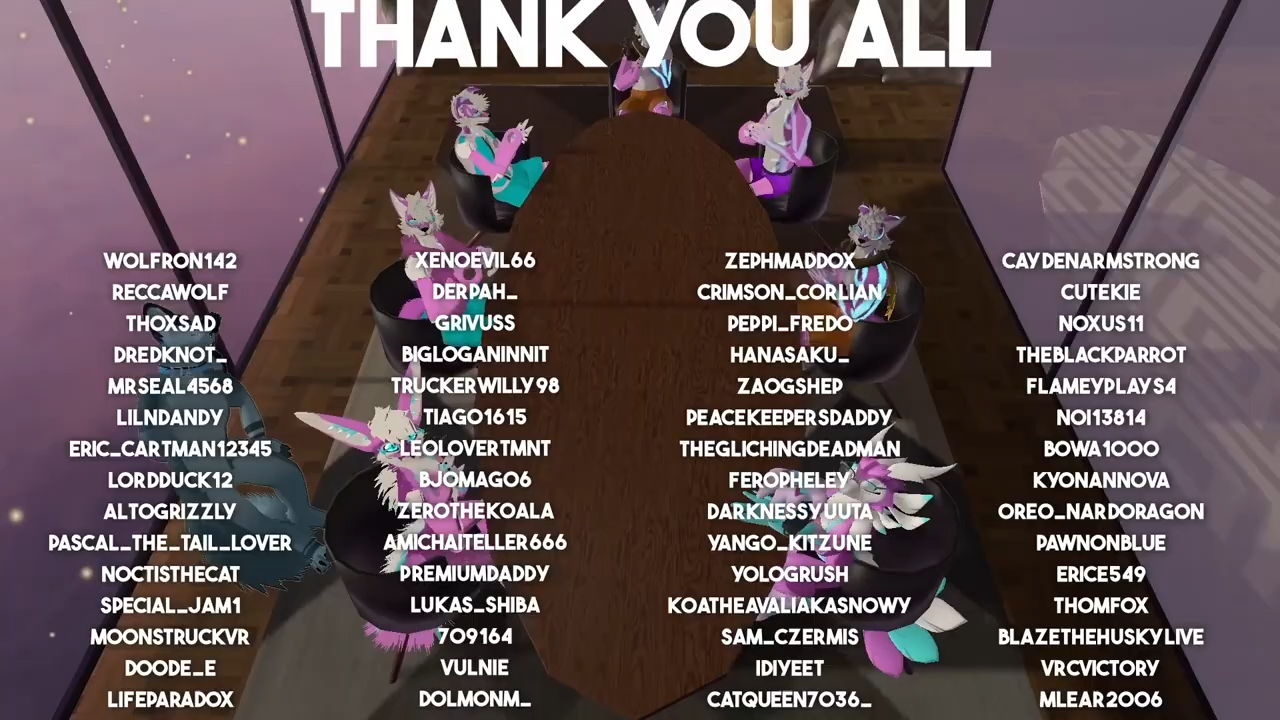 THANK YOU ALL
WOLFRON142 XENOEVIL66 ZEPHMADDOX CAYDENARMSTRONG
RECCAWOLF DERPAH_ CRIMSON_CORLIAN CUTEKIE
THOXSAD GRIVUSS PEPPI_FREDO NOXUS11
DREDKNOT_ BIGLOGANINNIT HANASAKU_ THEBLACKPARROT
MRSEAL4568 TRUCKERWILLY98 ZAOGSHEP FLAMEYPLAYS4
LILNDANDY TIAGO1615 PEACEKEEPERSDADDY NOI13814
ERIC_CARTMAN12345 LEOLOVERTMNT THEGLICHINGDEADMAN BOWA1000
LORDDUCK12 BJOMAGO6 FEROPHELEY KYONANNOVA
ALTOGRIZZLY ZEROTHEKOALA DARKNESSYUUTA OREO_NARDORAGON
PASCAL_THE_TAIL_LOVER AMICHAITELLER666 YANGO_KITZUNE PAWNONBLUE
NOCTISTHECAT PREMIUMDADDY YOLOGRUSH ERICE549
SPECIAL_JAM1 LUKAS_SHIBA KOATHEAVALIAKASNOWY THOMFOX
MOONSTRUCKVR 709164 SAM_CZERMIS BLAZETHEHUSKYLIVE
DOODE_E VULNIE IDIYEET VRCVICTORY
LIFEPARADOX DOLMONM_ CATQUEEN7036_ MLEAR2006